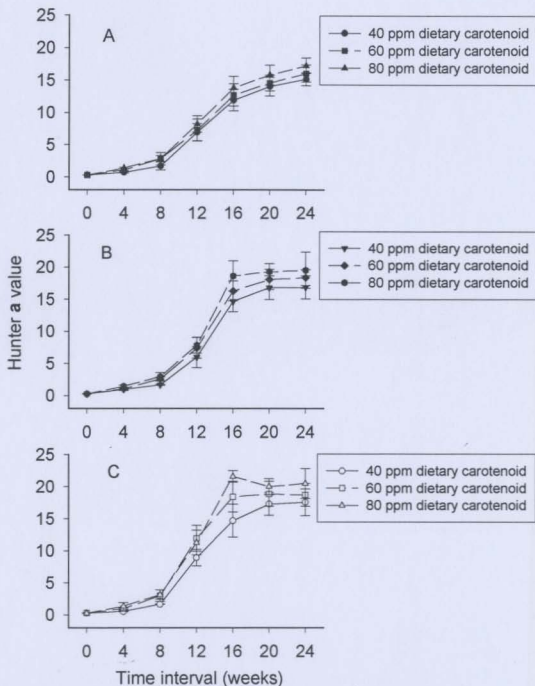 A
25
20
15
10
5
0
0 4 8 12 16 20 24
40 ppm dietary carotenoid
60 ppm dietary carotenoid
80 ppm dietary carotenoid
B
25
20
15
10
5
0
0 4 8 12 16 20 24
40 ppm dietary carotenoid
60 ppm dietary carotenoid
80 ppm dietary carotenoid
Hunter a value
C
25
20
15
10
5
0
0 4 8 12 16 20 24
40 ppm dietary carotenoid
60 ppm dietary carotenoid
80 ppm dietary carotenoid
Time interval (weeks)